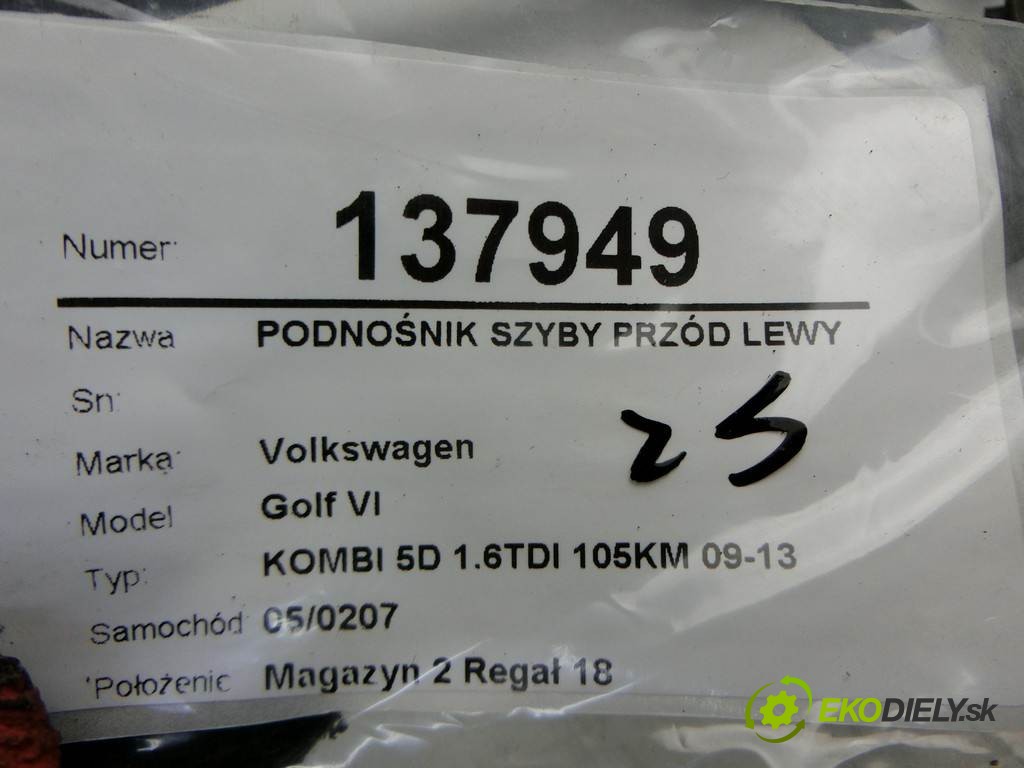 Numer: 137949
Nazwa PODNOŚNIK SZYBY PRZÓD LEWY
Sn:
25
Marka: Volkswagen
Model Golf VI
Typ: KOMBI 5D 1.6TDI 105KM 09-13
Samochód 05/0207
Położenie Magazyn 2 Regał 18
EKODIELY.sk